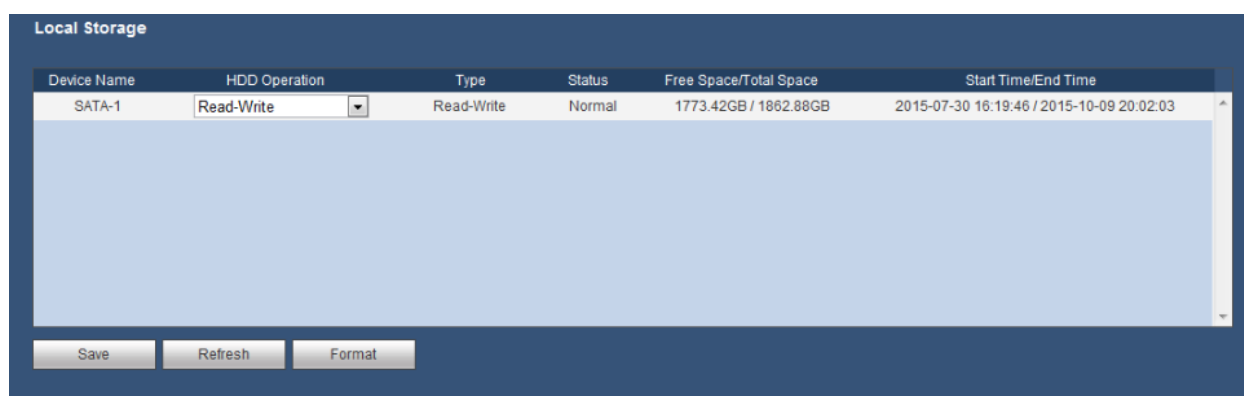 Local Storage
Device Name HDD Operation Type Status Free Space/Total Space Start Time/End Time
SATA-1 Read-Write Read-Write Normal 1773.42GB / 1862.88GB 2015-07-30 16:19:46 / 2015-10-09 20:02:03
Save Refresh Format